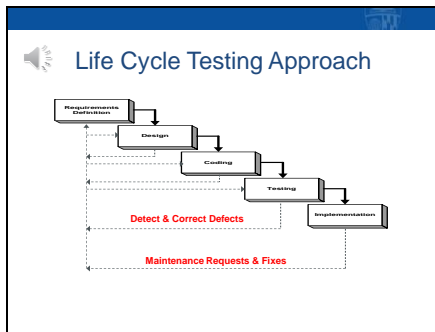 Life Cycle Testing Approach
Requirements
Definition
Design
Coding
Testing
Implementation
Detect & Correct Defects
Maintenance Requests & Fixes